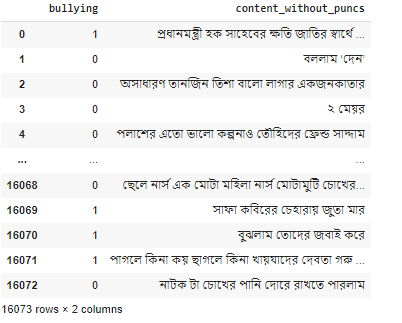 bullying content_without_puncs
0 1 প্রধানমন্ত্রী হক সাহেবের ক্ষতি জাতির স্বার্থে ...
1 0 বললাম ‘দেন’
2 0 অসাধারণ তানজিন তিশা বালো লাগার একজনকাতার
3 0 ২ মেয়র
4 0 পলাশের এতো ভালো কল্পনাও তৌহিদের ফ্রেন্ড সাদ্দাম
... ... ...
16068 0 ছেলে নার্স এক মোটা মহিলা নার্স মোটামুটি চোখের...
16069 1 সাফা কবিরের চেহারায় জুতা মার
16070 1 বুঝলাম তোদের জবাই করে
16071 1 পাগলে কিনা কয় ছাগলে কিনা খায়যাদের দেবতা গরু ...
16072 0 নাটক টা চোখের পানি দোরে রাখতে পারলাম
16073 rows × 2 columns